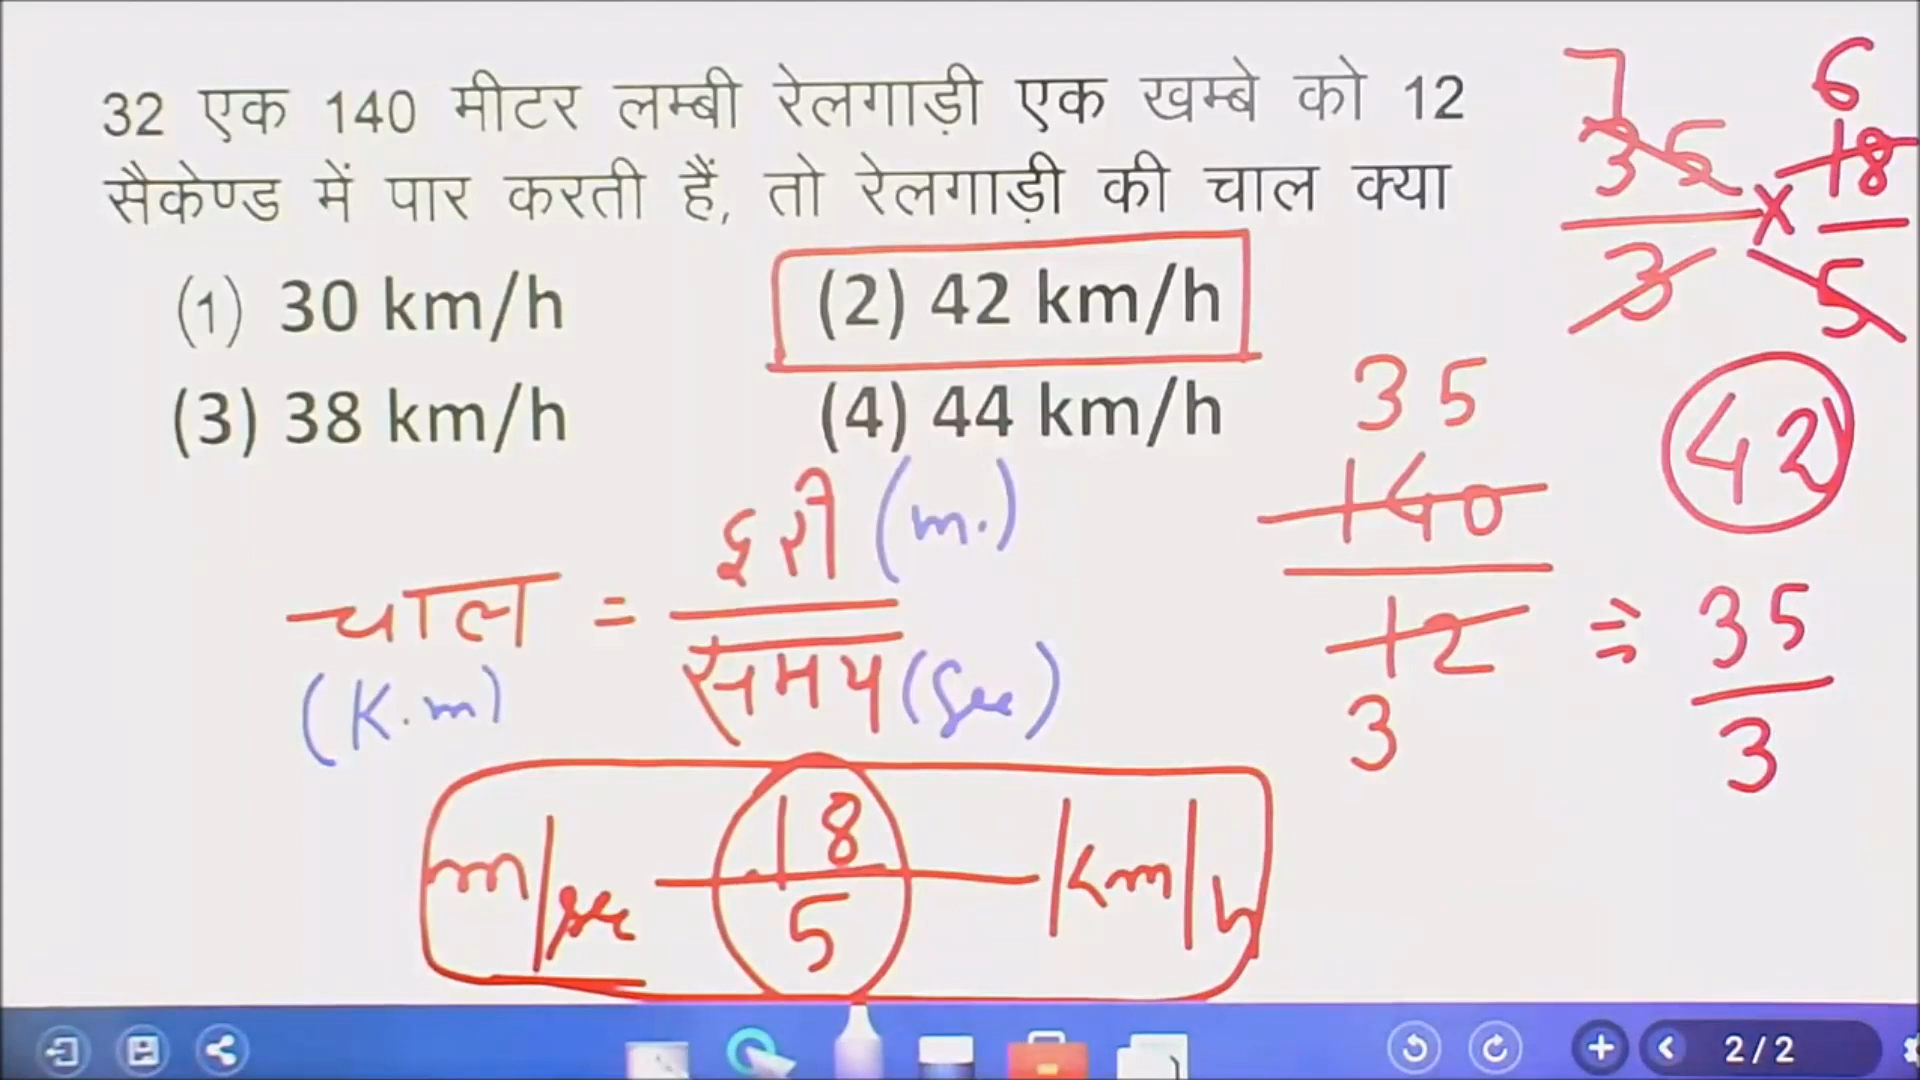 32 एक 140 मीटर लम्बी रेलगाड़ी एक खम्बे को 12
सैकेण्ड में पार करती हैं, तो रेलगाड़ी की चाल क्या
(1) 30 km/h (2) 42 km/h
(3) 38 km/h (4) 44 km/h
चाल = दूरी (m.)
समय (Sec)
(K.m)
m/sec 18 km/h
5
35
140
12
3
⇒ 35
3
7 6
35 × 18
3 5
42
2/2